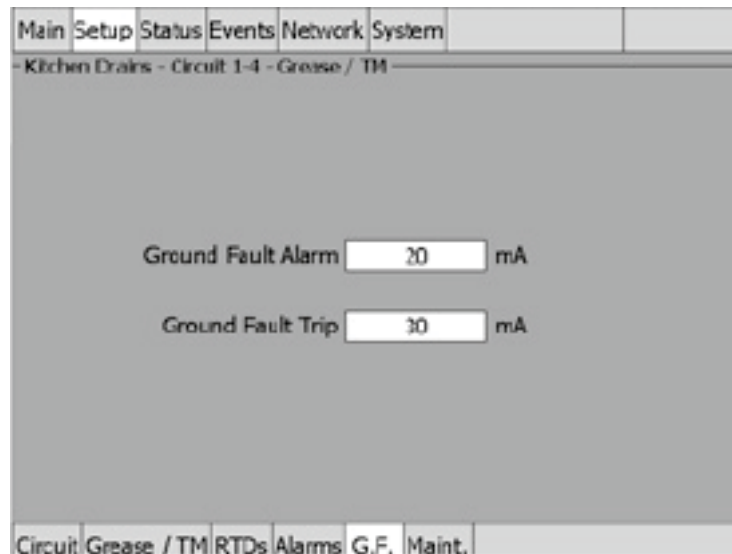 Main Setup Status Events Network System
Kitchen Drains - Circuit 1-4 - Grease / TM
Ground Fault Alarm 20 mA
Ground Fault Trip 30 mA
Circuit Grease / TM RTDs Alarms G.F. Maint.